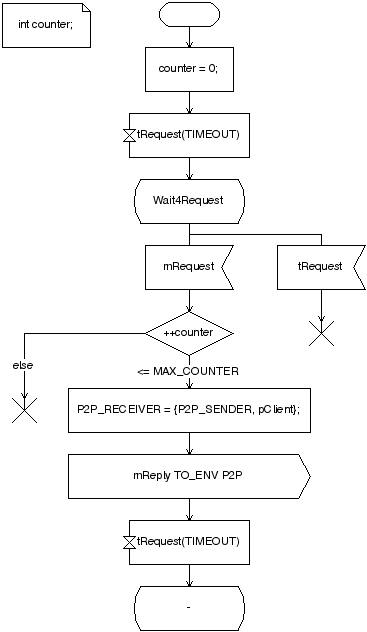 int counter;
counter = 0;
tRequest(TIMEOUT)
Wait4Request
mRequest
tRequest
++counter
else
<= MAX_COUNTER
P2P_RECEIVER = {P2P_SENDER, pClient};
mReply TO_ENV P2P
tRequest(TIMEOUT)
-